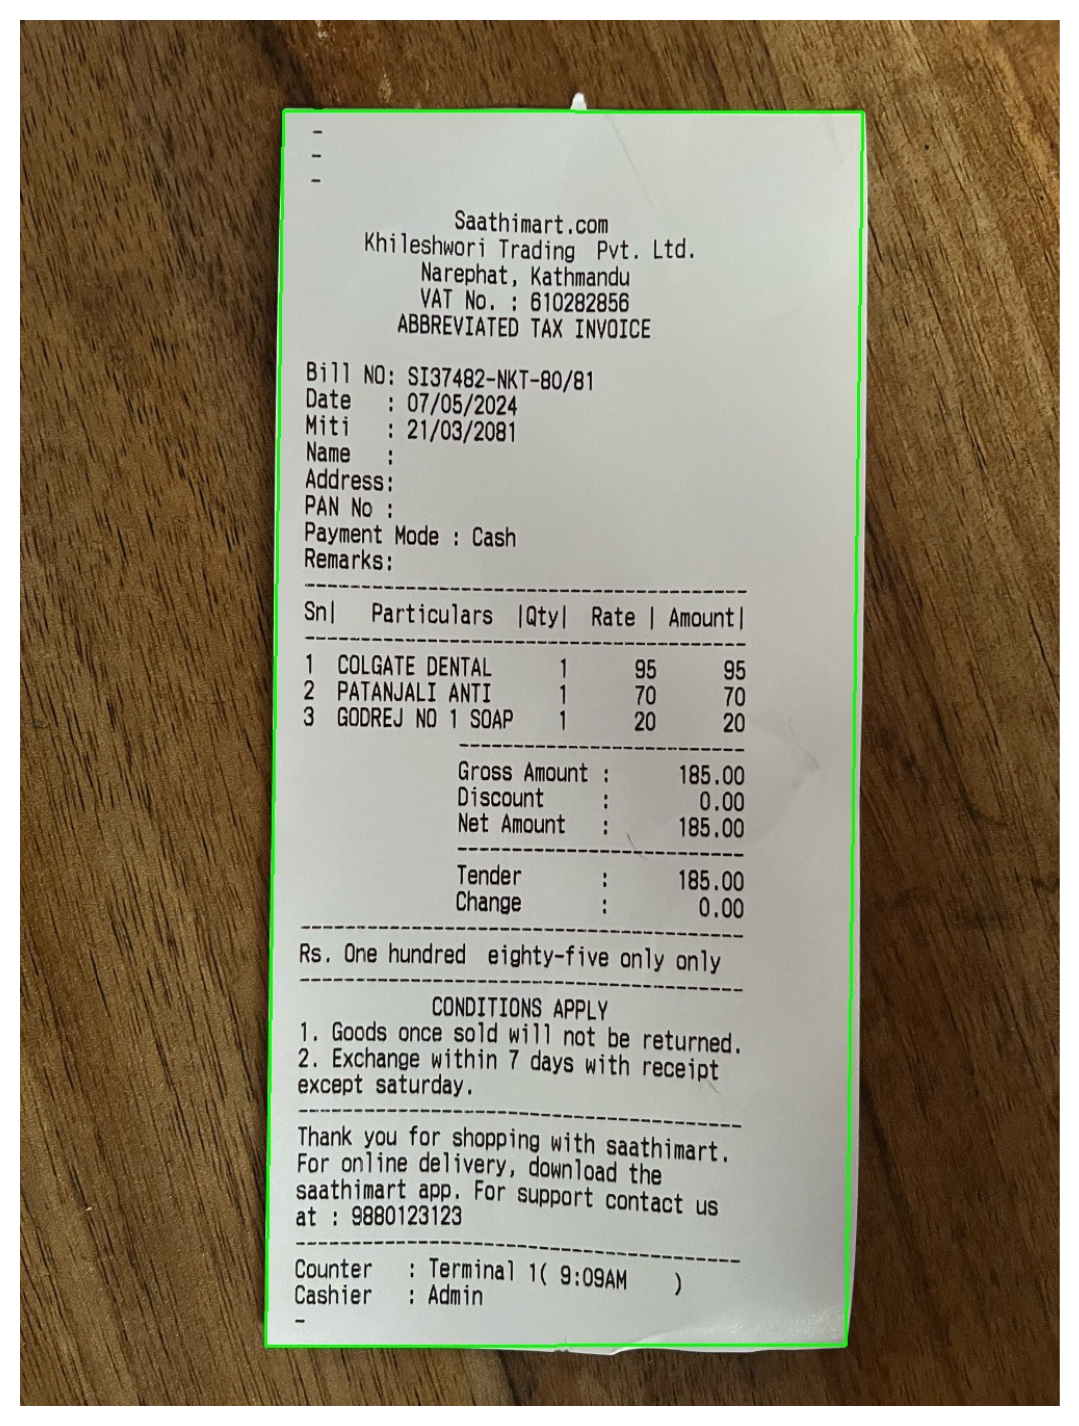 -
-
-
Saathimart.com
Khileshwori Trading Pvt. Ltd.
Narephat, Kathmandu
VAT No. : 610282856
ABBREVIATED TAX INVOICE
Bill NO: SI37482-NKT-80/81
Date : 07/05/2024
Miti : 21/03/2081
Name :
Address:
PAN No :
Payment Mode : Cash
Remarks:
Sn| Particulars |Qty| Rate | Amount|
1 COLGATE DENTAL 1 95 95
2 PATANJALI ANTI 1 70 70
3 GODREJ NO 1 SOAP 1 20 20
Gross Amount : 185.00
Discount : 0.00
Net Amount : 185.00
Tender : 185.00
Change : 0.00
Rs. One hundred eighty-five only only
CONDITIONS APPLY
1. Goods once sold will not be returned.
2. Exchange within 7 days with receipt
except saturday.
Thank you for shopping with saathimart.
For online delivery, download the
saathimart app. For support contact us
at : 9880123123
Counter : Terminal 1( 9:09AM )
Cashier : Admin
-